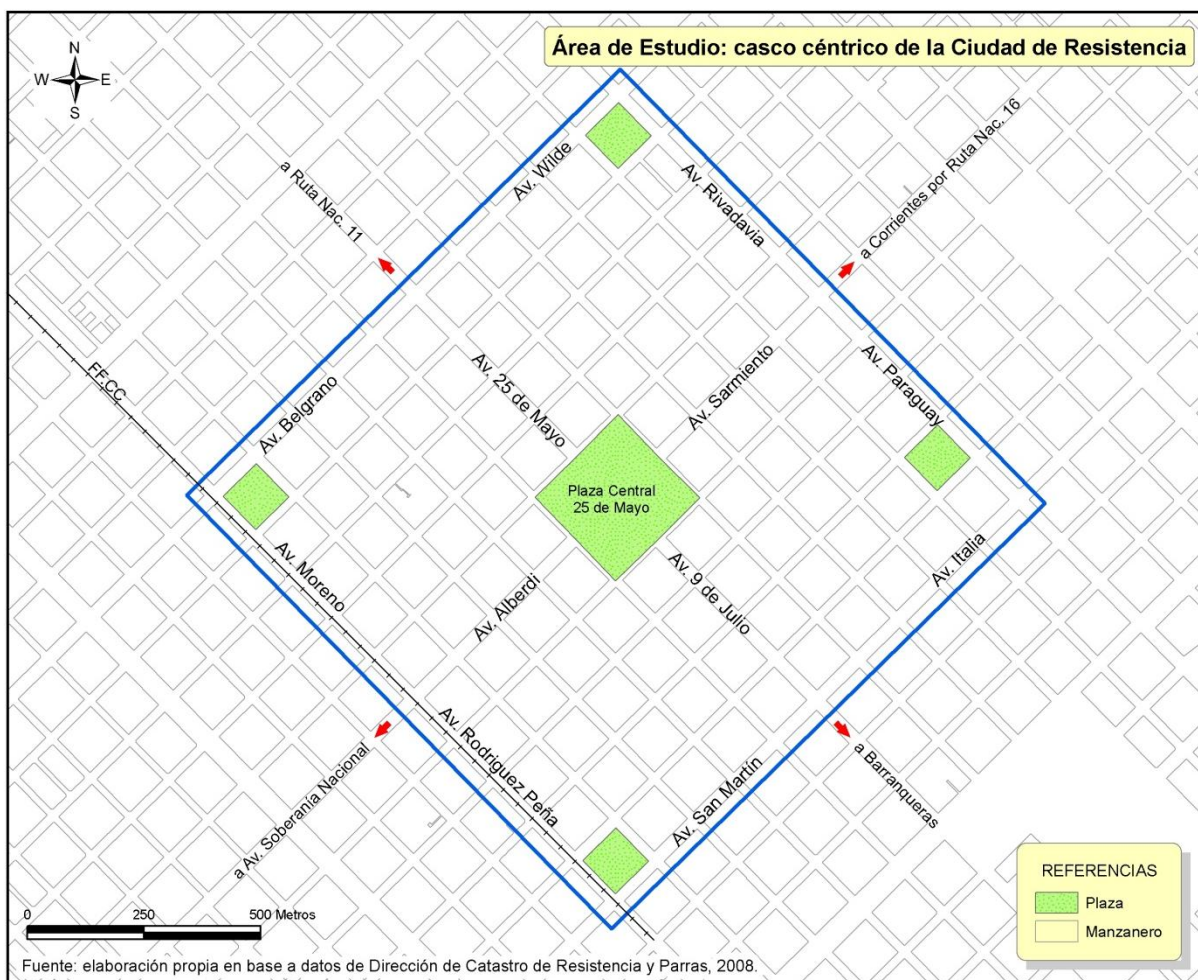 Área de Estudio: casco céntrico de la Ciudad de Resistencia
N
W E
S
a Ruta Nac. 11
Av. Wilde
Av. Rivadavia
a Corrientes por Ruta Nac. 16
FF.CC
Av. Belgrano
Av. 25 de Mayo
Av. Sarmiento
Av. Paraguay
Plaza Central
25 de Mayo
Av. Moreno
Av. Alberdi
Av. 9 de Julio
Av. Italia
Av. Rodriguez Peña
a Av. Soberanía Nacional
Av. San Martín
a Barranqueras
REFERENCIAS
Plaza
Manzanero
0 250 500 Metros
Fuente: elaboración propia en base a datos de Dirección de Catastro de Resistencia y Parras, 2008.